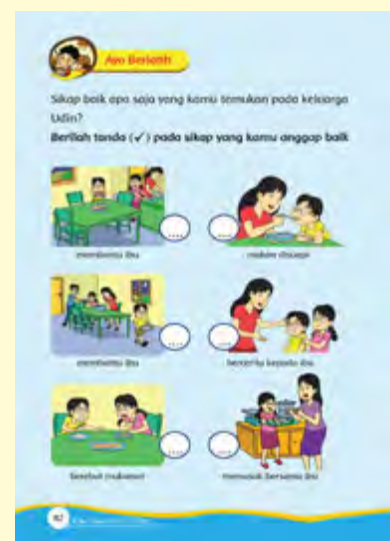 Ayo Berlatih
Sikap baik apa saja yang kamu temukan pada keluarga
Udin?
Berilah tanda (✓) pada sikap yang kamu anggap baik
.... ....
membantu ibu makan disuapi
.... ....
membantu ibu bercerita kepada ibu
.... ....
berebut makanan memasak bersama ibu